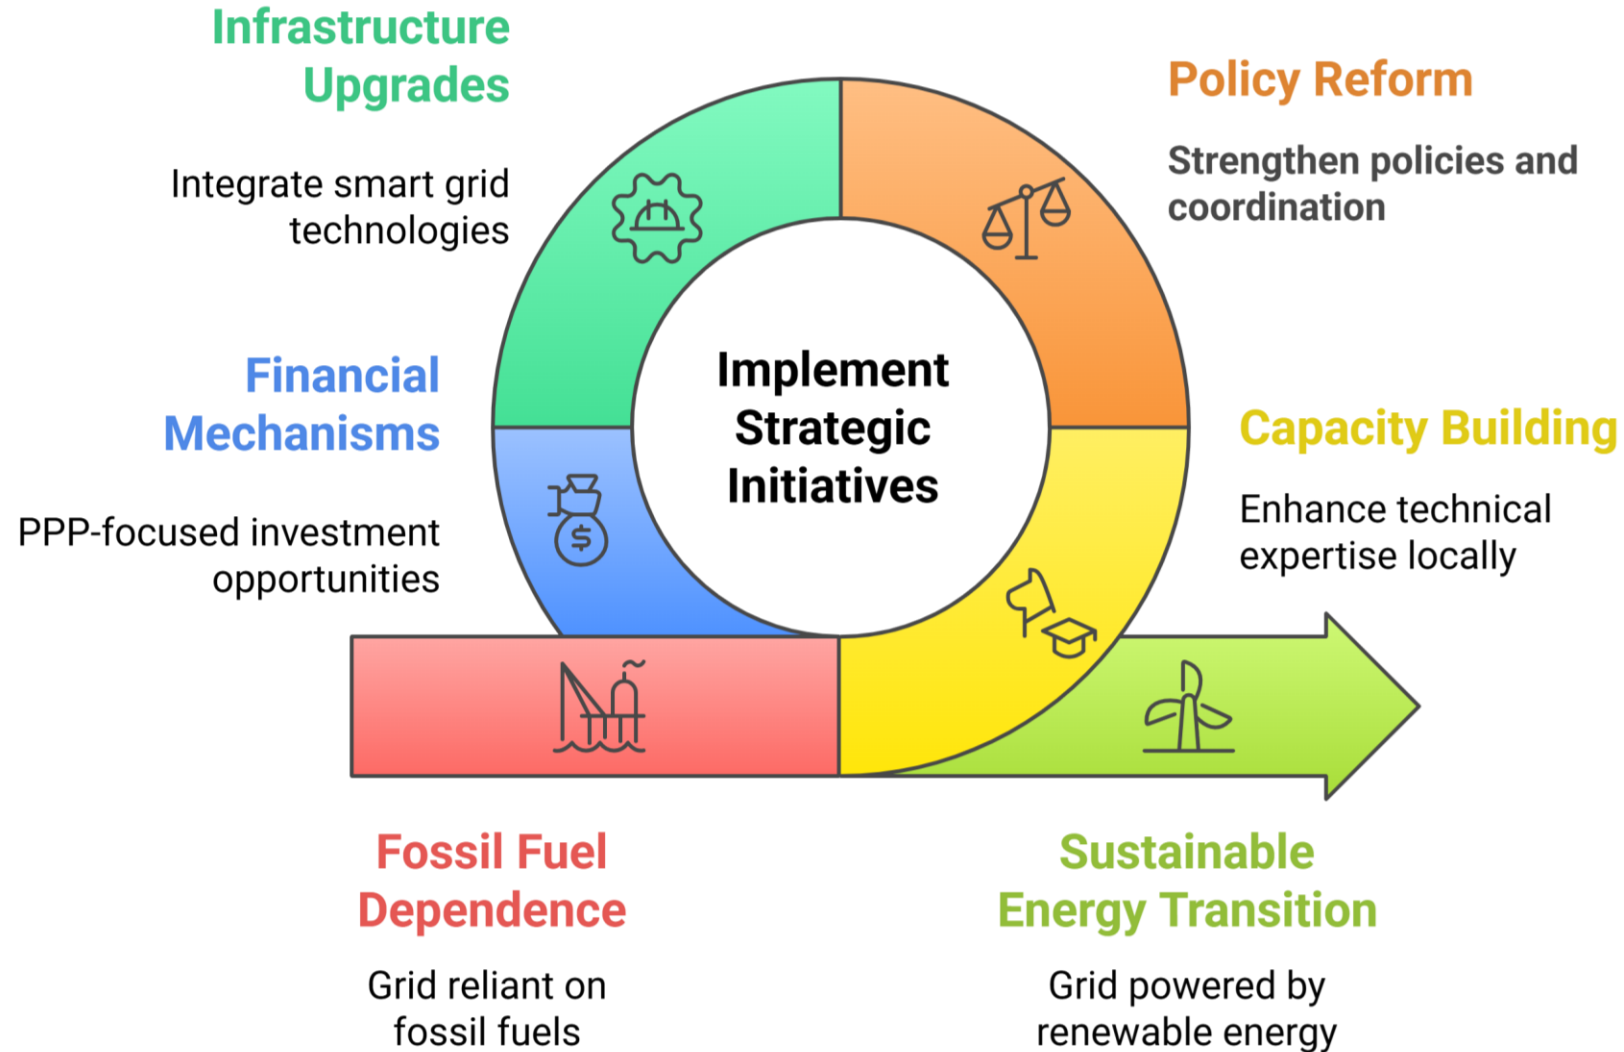 Infrastructure
Upgrades
Integrate smart grid
technologies
Policy Reform
Strengthen policies and
coordination
Financial
Mechanisms
PPP-focused investment
opportunities
Implement
Strategic
Initiatives
Capacity Building
Enhance technical
expertise locally
$
Fossil Fuel
Dependence
Grid reliant on
fossil fuels
Sustainable
Energy Transition
Grid powered by
renewable energy